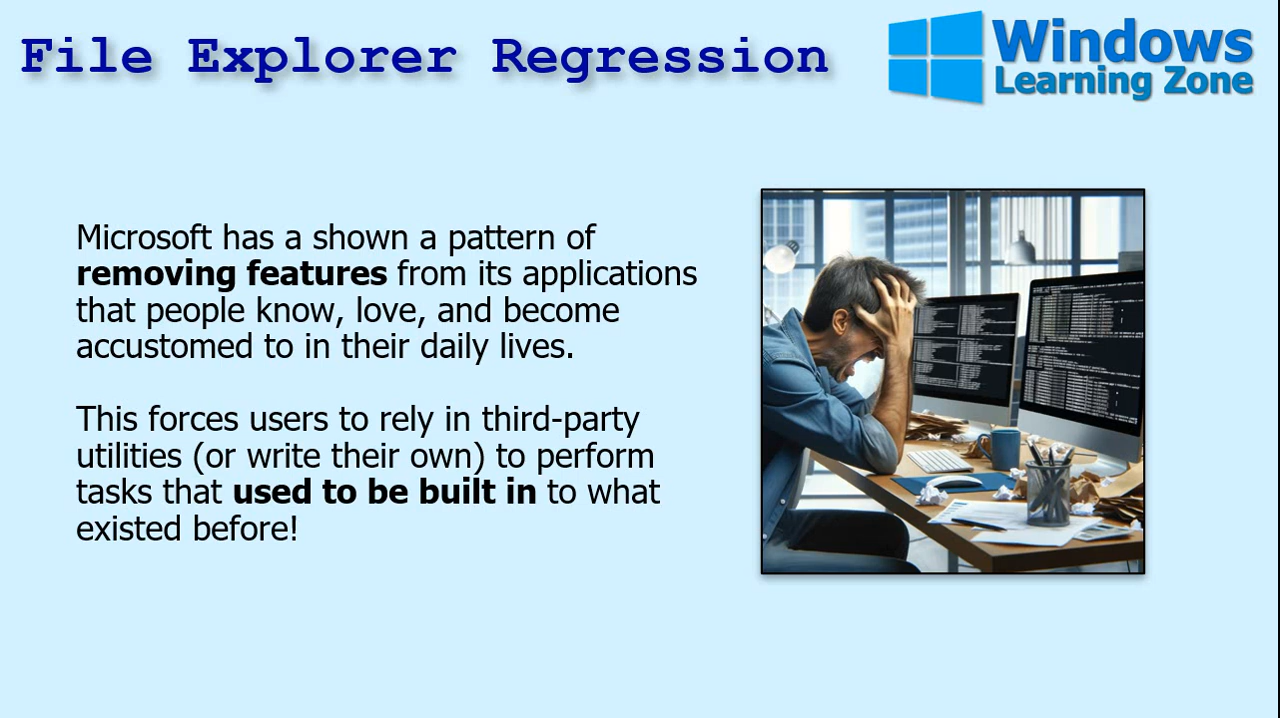 File Explorer Regression
Windows
Learning Zone
Microsoft has a shown a pattern of
removing features from its applications
that people know, love, and become
accustomed to in their daily lives.
This forces users to rely in third-party
utilities (or write their own) to perform
tasks that used to be built in to what
existed before!